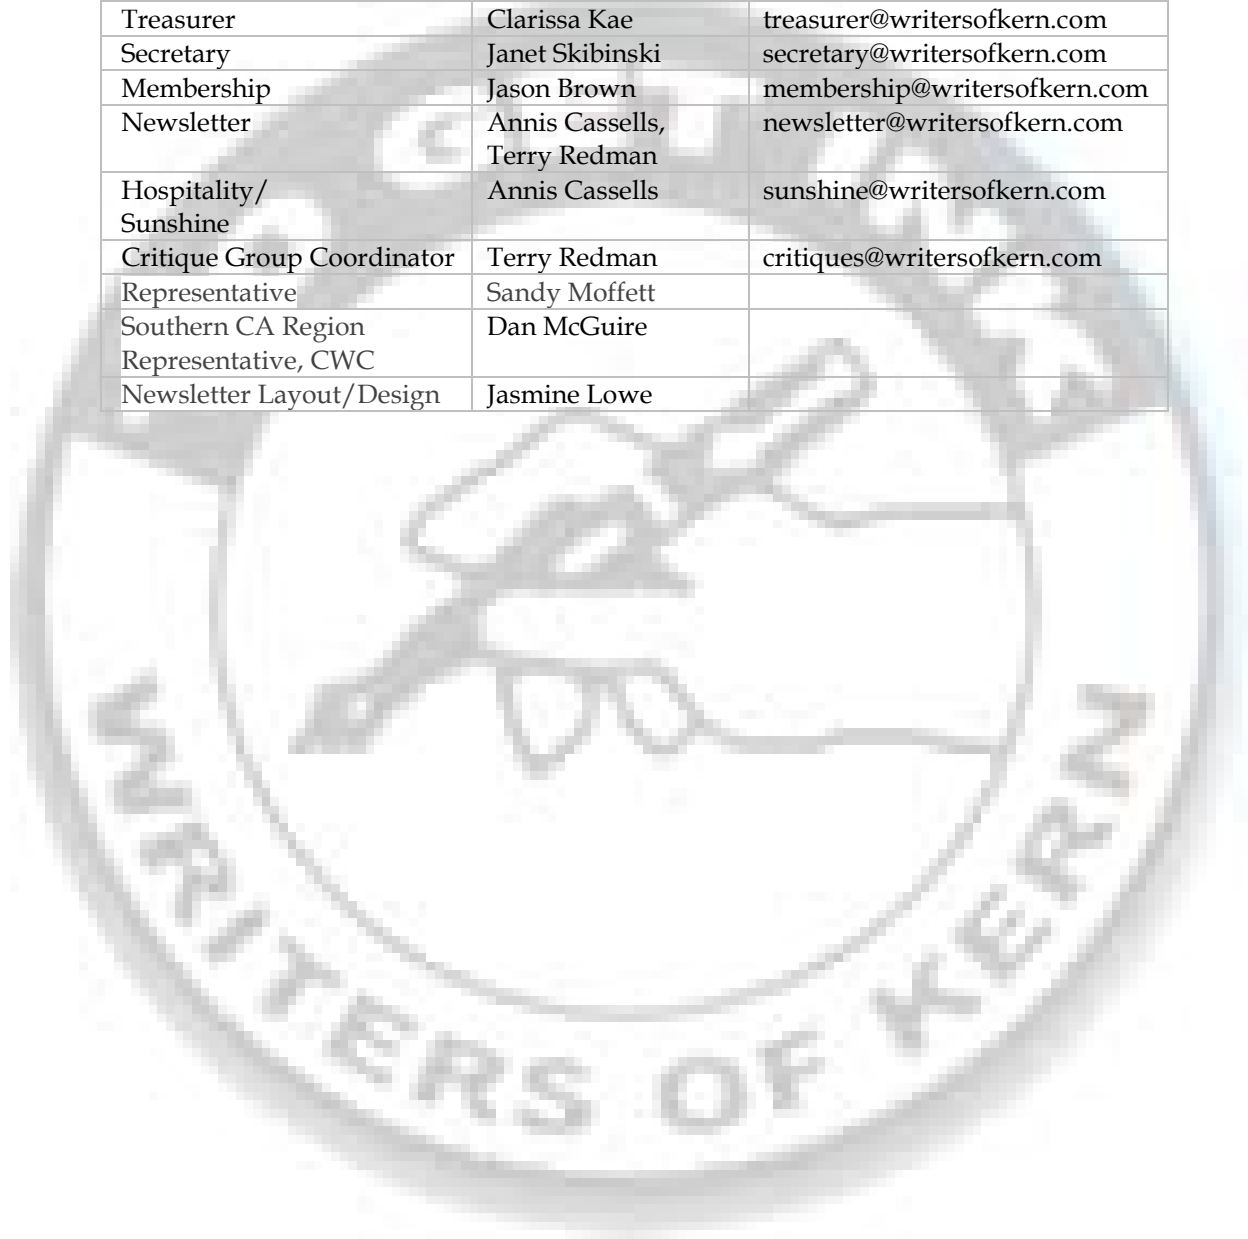 Treasurer Clarissa Kae treasurer@writersofkern.com
Secretary Janet Skibinski secretary@writersofkern.com
Membership Jason Brown membership@writersofkern.com
Newsletter Annis Cassells, newsletter@writersofkern.com
Terry Redman
Hospitality/ Annis Cassells sunshine@writersofkern.com
Sunshine
Critique Group Coordinator Terry Redman critiques@writersofkern.com
Representative Sandy Moffett
Southern CA Region Dan McGuire
Representative, CWC
Newsletter Layout/Design Jasmine Lowe
WRITERS OF KERN